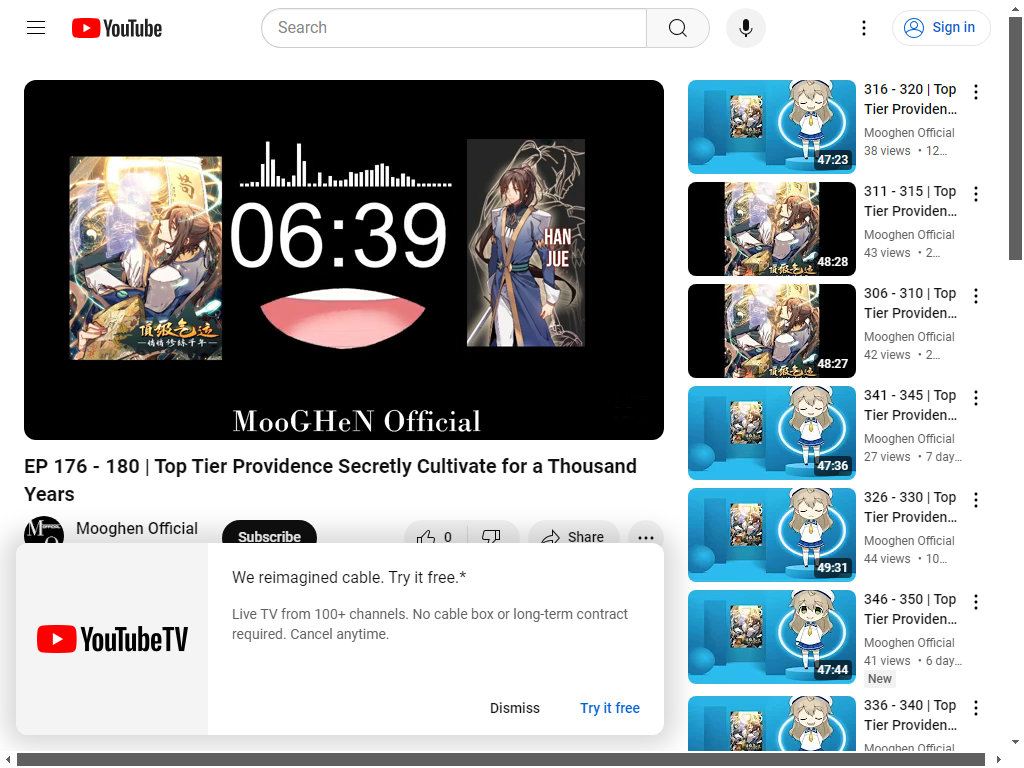 YouTube
Search
Sign in
06:39
HAN
JUE
MooGHeN Official
EP 176 - 180 | Top Tier Providence Secretly Cultivate for a Thousand
Years
Mooghen Official
Subscribe
0
Share
We reimagined cable. Try it free.*
Live TV from 100+ channels. No cable box or long-term contract
required. Cancel anytime.
YouTubeTV
Dismiss
Try it free
316 - 320 | Top
Tier Providen...
Mooghen Official
38 views • 12...
47:23
311 - 315 | Top
Tier Providen...
Mooghen Official
43 views • 2...
48:28
306 - 310 | Top
Tier Providen...
Mooghen Official
42 views • 2...
48:27
341 - 345 | Top
Tier Providen...
Mooghen Official
27 views • 7 day...
47:36
326 - 330 | Top
Tier Providen...
Mooghen Official
44 views • 10...
49:31
346 - 350 | Top
Tier Providen...
Mooghen Official
41 views • 6 day...
New
47:44
336 - 340 | Top
Tier Providen...
Mooghen Official